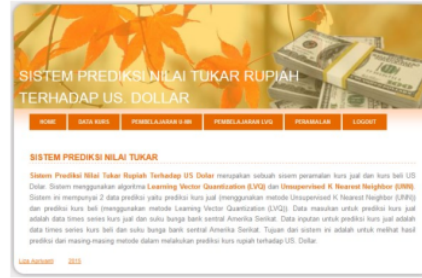 SISTEM PREDIKSI NILAI TUKAR RUPIAH
TERHADAP US. DOLLAR
HOME DATA KURS PEMBELAJARAN U-NN PEMBELAJARAN LVQ PERAMALAN LOGOUT
SISTEM PREDIKSI NILAI TUKAR
Sistem Prediksi Nilai Tukar Rupiah Terhadap US Dolar merupakan sebuah sisem peramalan kurs jual dan kurs beli US
Dolar. Sistem menggunakan algoritma Learning Vector Quantization (LVQ) dan Unsupervised K Nearest Neighbor (UNN).
Sistem ini mempunyai 2 data prediksi yaitu prediksi kurs jual (menggunakan metode Unsupervised K Nearest Neighbor (UNN))
dan prediksi kurs beli (menggunakan metode Learning Vector Quantization (LVQ)). Data masukan untuk prediksi kurs jual
adalah data times series kurs jual dan suku bunga bank sentral Amerika Serikat. Data inputan untuk prediksi kurs jual adalah
data times series kurs beli dan suku bunga bank sentral Amerika Serikat. Tujuan dari sistem ini adalah untuk melihat hasil
prediksi dari masing-masing metode dalam melakukan prediksi kurs rupiah terhadap US. Dollar.
2015